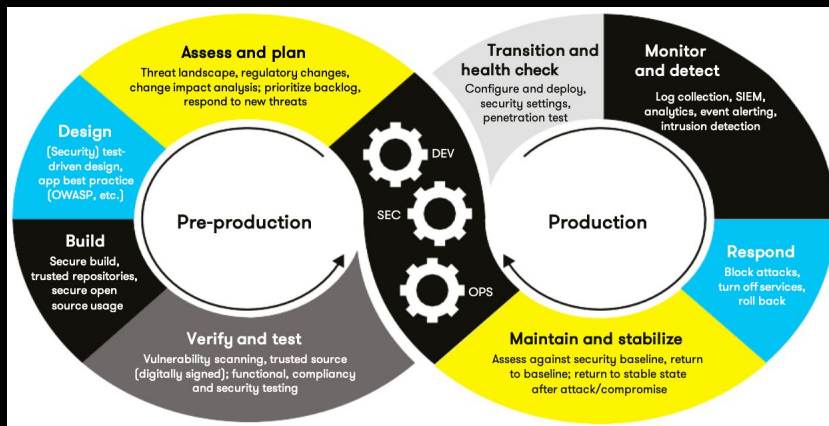 Assess and plan
Threat landscape, regulatory changes,
change impact analysis; prioritize backlog,
respond to new threats
Design
(Security) test-
driven design,
app best practice
(OWASP, etc.)
Build
Secure build,
trusted repositories,
secure open
source usage
Verify and test
Vulnerability scanning, trusted source
(digitally signed); functional, compliancy
and security testing
Pre-production
DEV
SEC
OPS
Transition and
health check
Configure and deploy,
security settings,
penetration test
Monitor
and detect
Log collection, SIEM,
analytics, event alerting,
intrusion detection
Production
Respond
Block attacks,
turn off services,
roll back
Maintain and stabilize
Assess against security baseline, return
to baseline; return to stable state
after attack/compromise